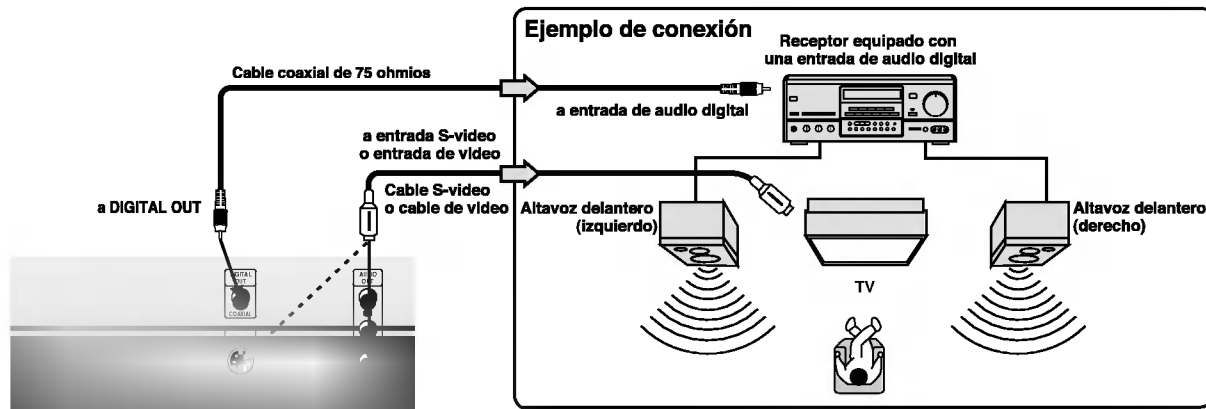 Ejemplo de conexión
Receptor equipado con
una entrada de audio digital
Cable coaxial de 75 ohmios
a entrada de audio digital
a entrada S-video
o entrada de video
Cable S-video
o cable de video
a DIGITAL OUT
Altavoz delantero
(izquierdo)
Altavoz delantero
(derecho)
TV
DIGITAL
OUT
AUDIO
OUT
COAXIAL